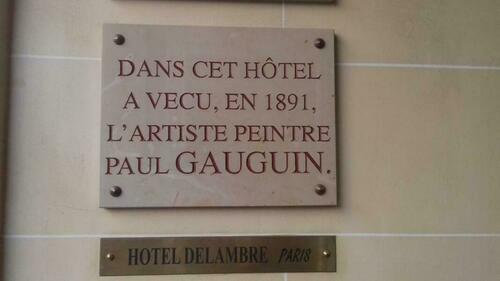 DANS CET HÔTEL
A VECU, EN 1891,
L'ARTISTE PEINTRE
PAUL GAUGUIN.
HOTEL DELAMBRE PARIS